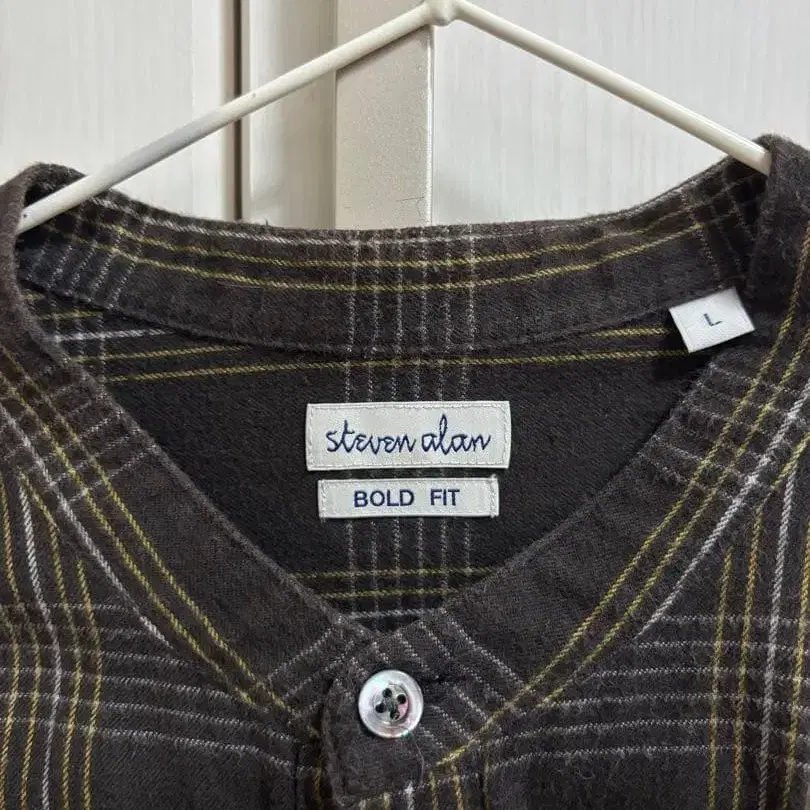 L
steven alan
BOLD FIT